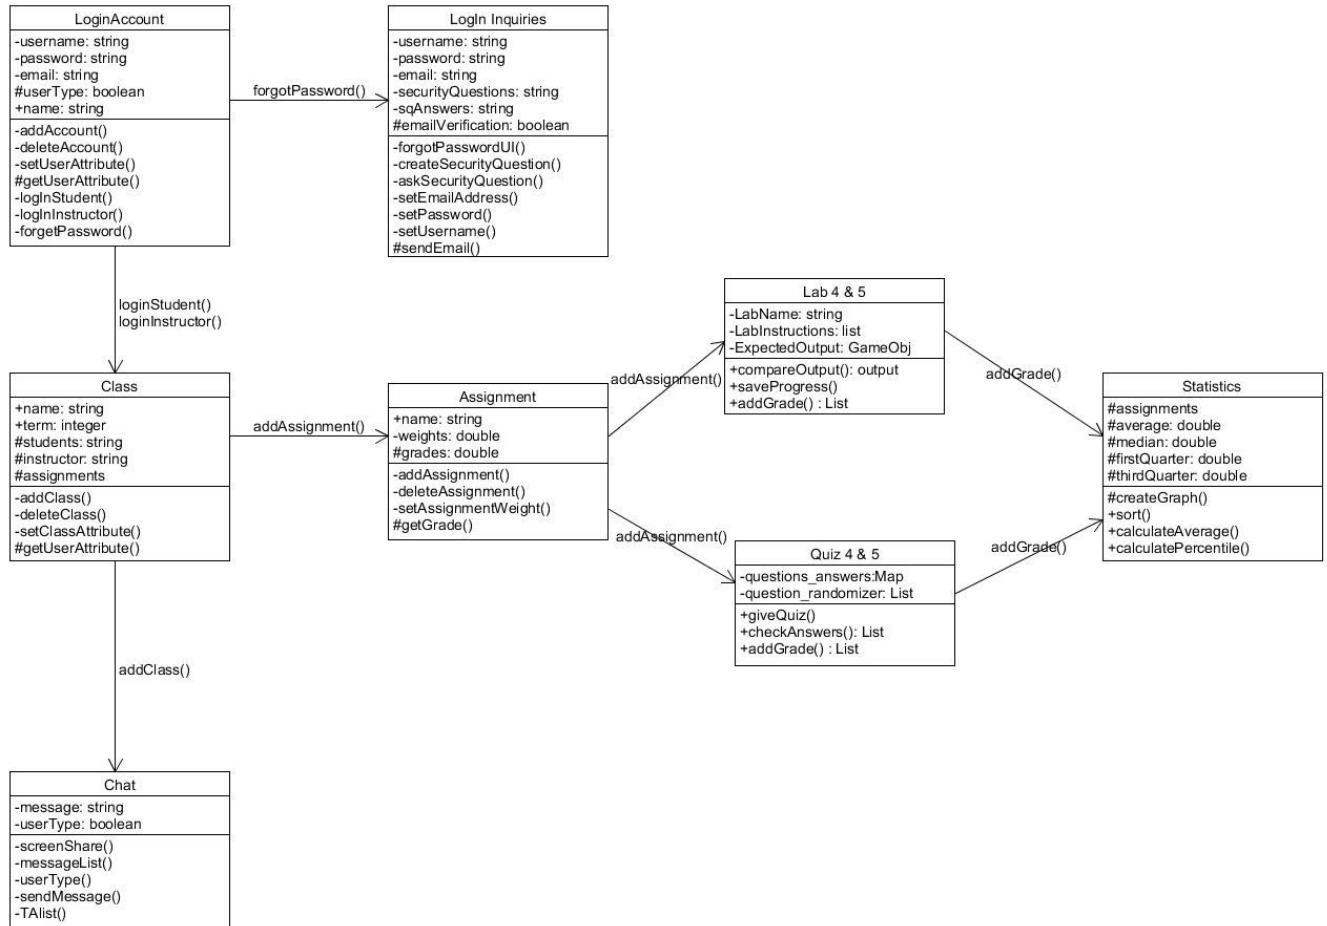 LoginAccount
-username: string
-password: string
-email: string
#userType: boolean
+name: string
-addAccount()
-deleteAccount()
-setUserAttribute()
#getUserAttribute()
-logInStudent()
-logInInstructor()
-forgetPassword()
forgotPassword()
LogIn Inquiries
-username: string
-password: string
-email: string
-securityQuestions: string
-sqAnswers: string
#emailVerification: boolean
-forgotPasswordUI()
-createSecurityQuestion()
-askSecurityQuestion()
-setEmailAddress()
-setPassword()
-setUsername()
#sendEmail()
loginStudent()
loginInstructor()
Class
+name: string
+term: integer
#students: string
#instructor: string
#assignments
-addClass()
-deleteClass()
-setClassAttribute()
#getUserAttribute()
addAssignment()
Assignment
+name: string
-weights: double
#grades: double
-addAssignment()
-deleteAssignment()
-setAssignmentWeight()
#getGrade()
addAssignment()
addAssignment()
Lab 4 & 5
-LabName: string
-LabInstructions: list
-ExpectedOutput: GameObj
+compareOutput(): output
+saveProgress()
+addGrade() : List
Quiz 4 & 5
-questions_answers:Map
-question_randomizer: List
+giveQuiz()
+checkAnswers(): List
+addGrade() : List
addGrade()
addGrade()
Statistics
#assignments
#average: double
#median: double
#firstQuarter: double
#thirdQuarter: double
#createGraph()
+sort()
+calculateAverage()
+calculatePercentile()
addClass()
Chat
-message: string
-userType: boolean
-screenShare()
-messageList()
-userType()
-sendMessage()
-TAlist()